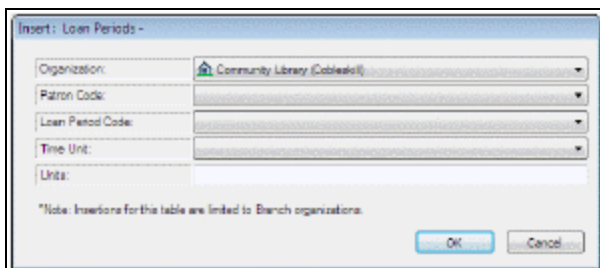 Insert: Loan Periods -
Organization: Community Library (Cobleskill)
Patron Code:
Loan Period Code:
Time Unit:
Units:
*Note: Insertions for this table are limited to Branch organizations.
OK Cancel